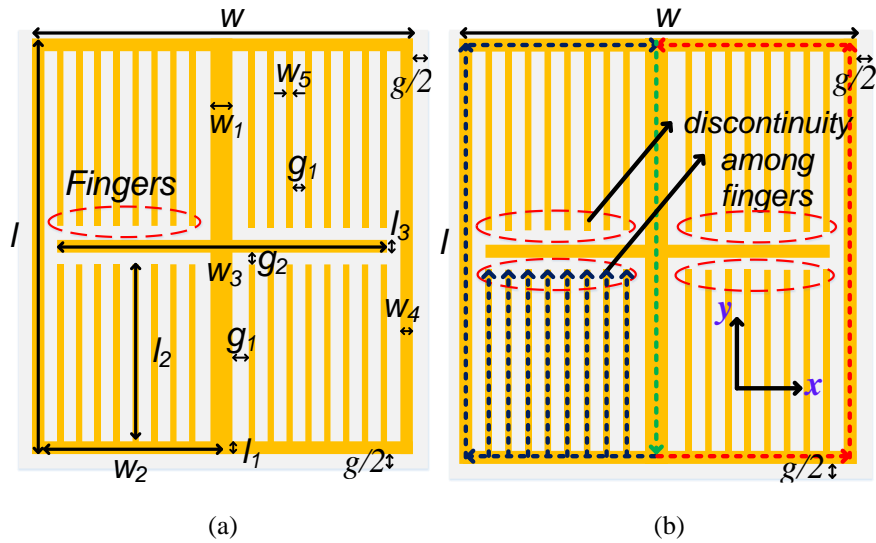 w
g/2
w5
w1
g1
Fingers
l
l3
w3
g2
w4
g1
l2
l1
w2
g/2
(a)
w
g/2
discontinuity
among
fingers
l
y
x
g/2
(b)